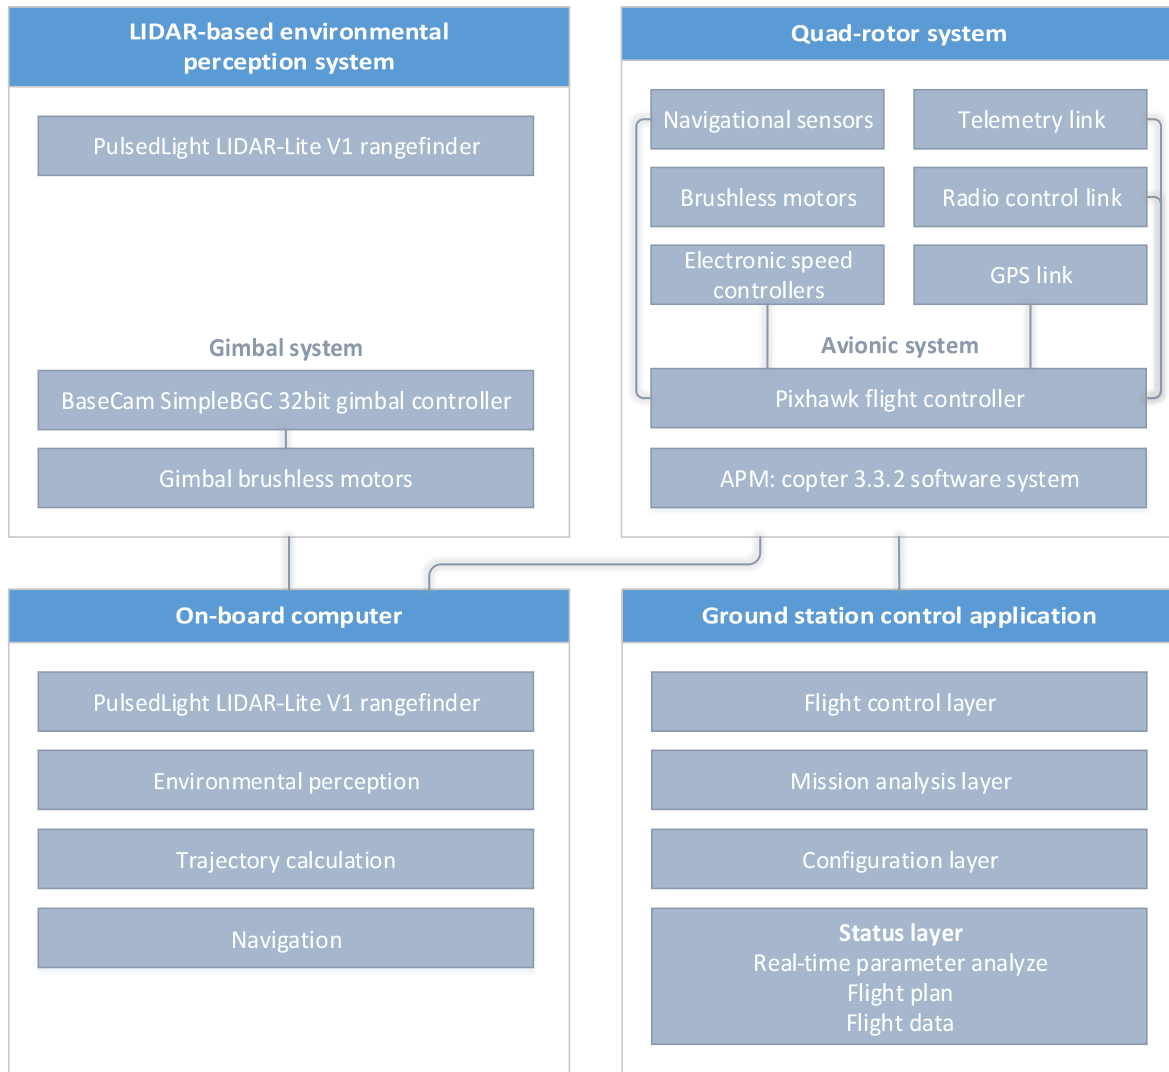 LIDAR-based environmental
perception system
PulsedLight LIDAR-Lite V1 rangefinder
Gimbal system
BaseCam SimpleBGC 32bit gimbal controller
Gimbal brushless motors
Quad-rotor system
Navigational sensors
Telemetry link
Brushless motors
Radio control link
Electronic speed
controllers
GPS link
Avionic system
Pixhawk flight controller
APM: copter 3.3.2 software system
On-board computer
PulsedLight LIDAR-Lite V1 rangefinder
Environmental perception
Trajectory calculation
Navigation
Ground station control application
Flight control layer
Mission analysis layer
Configuration layer
Status layer
Real-time parameter analyze
Flight plan
Flight data